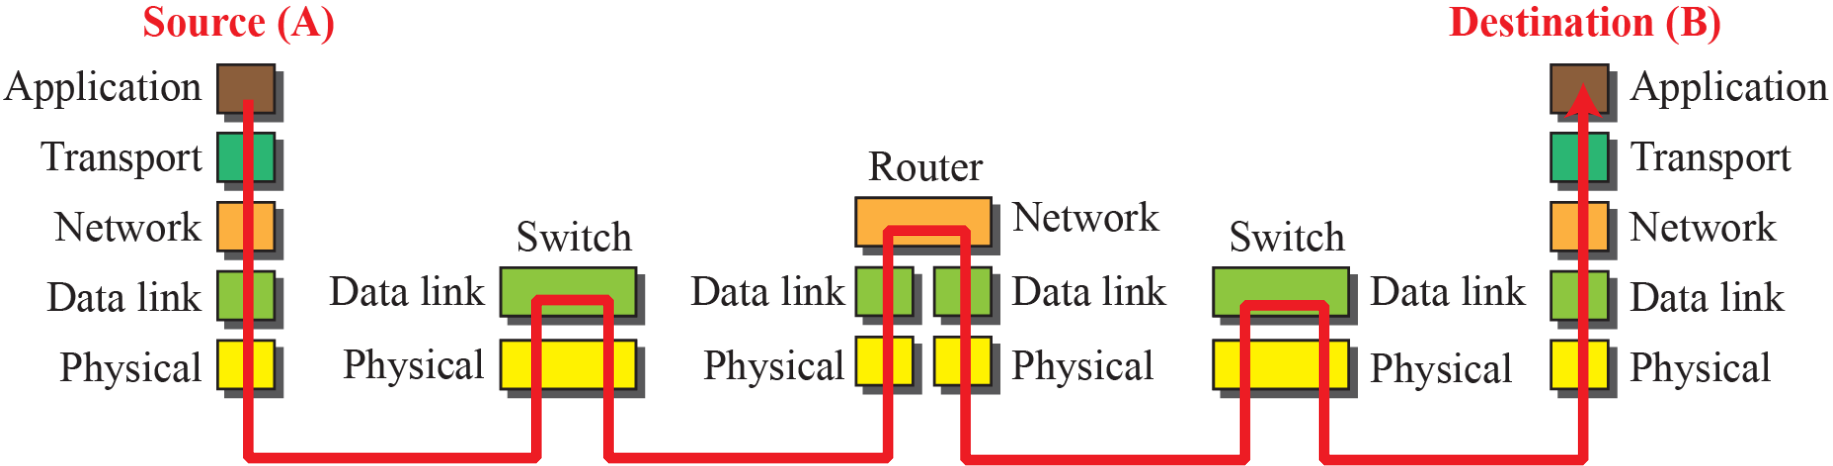 Source (A)
Destination (B)
Application
Transport
Network
Data link
Physical
Switch
Data link
Physical
Router
Network
Data link
Data link
Physical
Physical
Switch
Data link
Physical
Application
Transport
Network
Data link
Physical